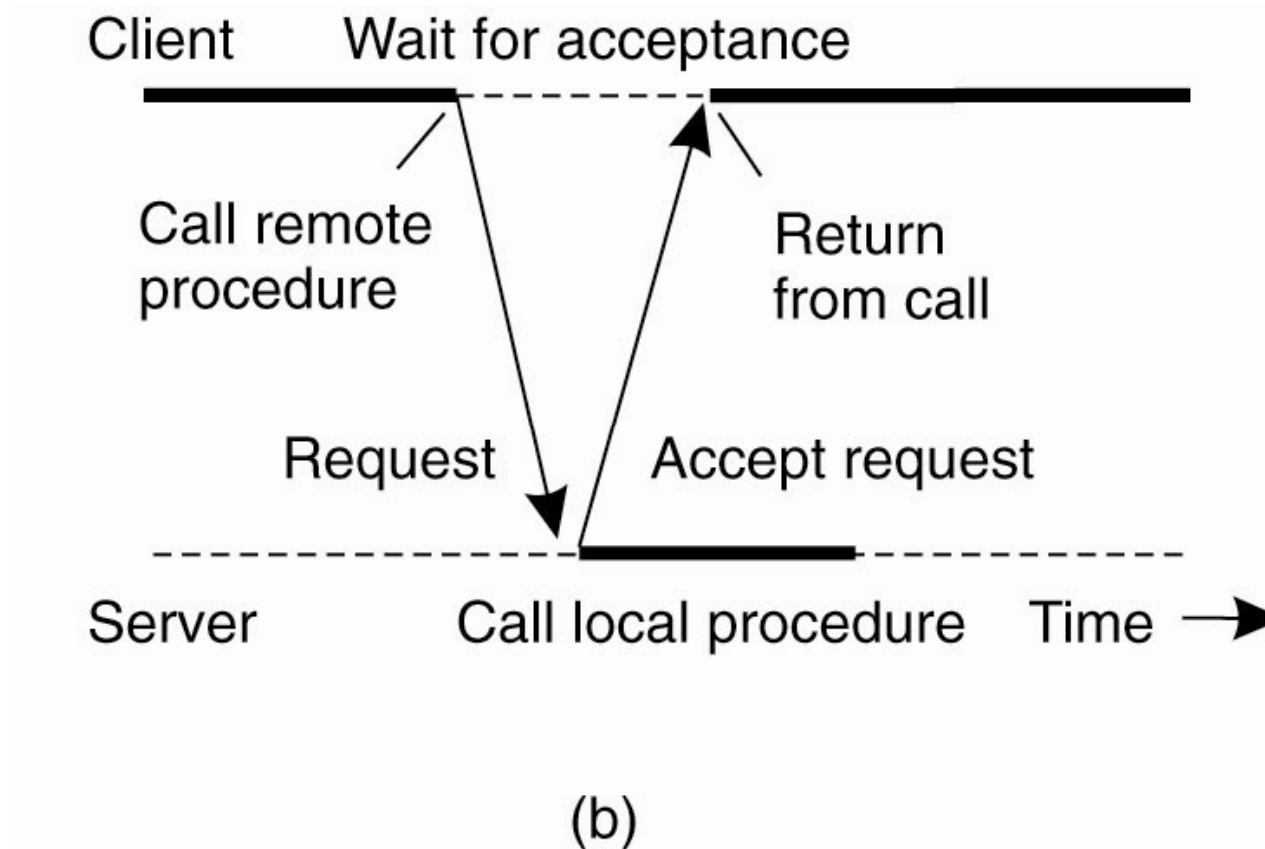 Client
Wait for acceptance
Call remote
procedure
Return
from call
Request
Accept request
Server
Call local procedure
Time
(b)